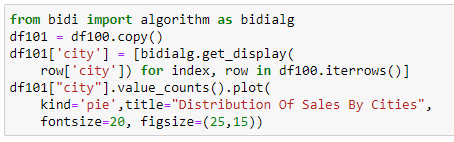 from bidi import algorithm as bidialg
df101 = df100.copy()
df101['city'] = [bidialg.get_display(
    row['city']) for index, row in df100.iterrows()]
df101["city"].value_counts().plot(
    kind='pie',title="Distribution Of Sales By Cities",
    fontsize=20, figsize=(25,15))